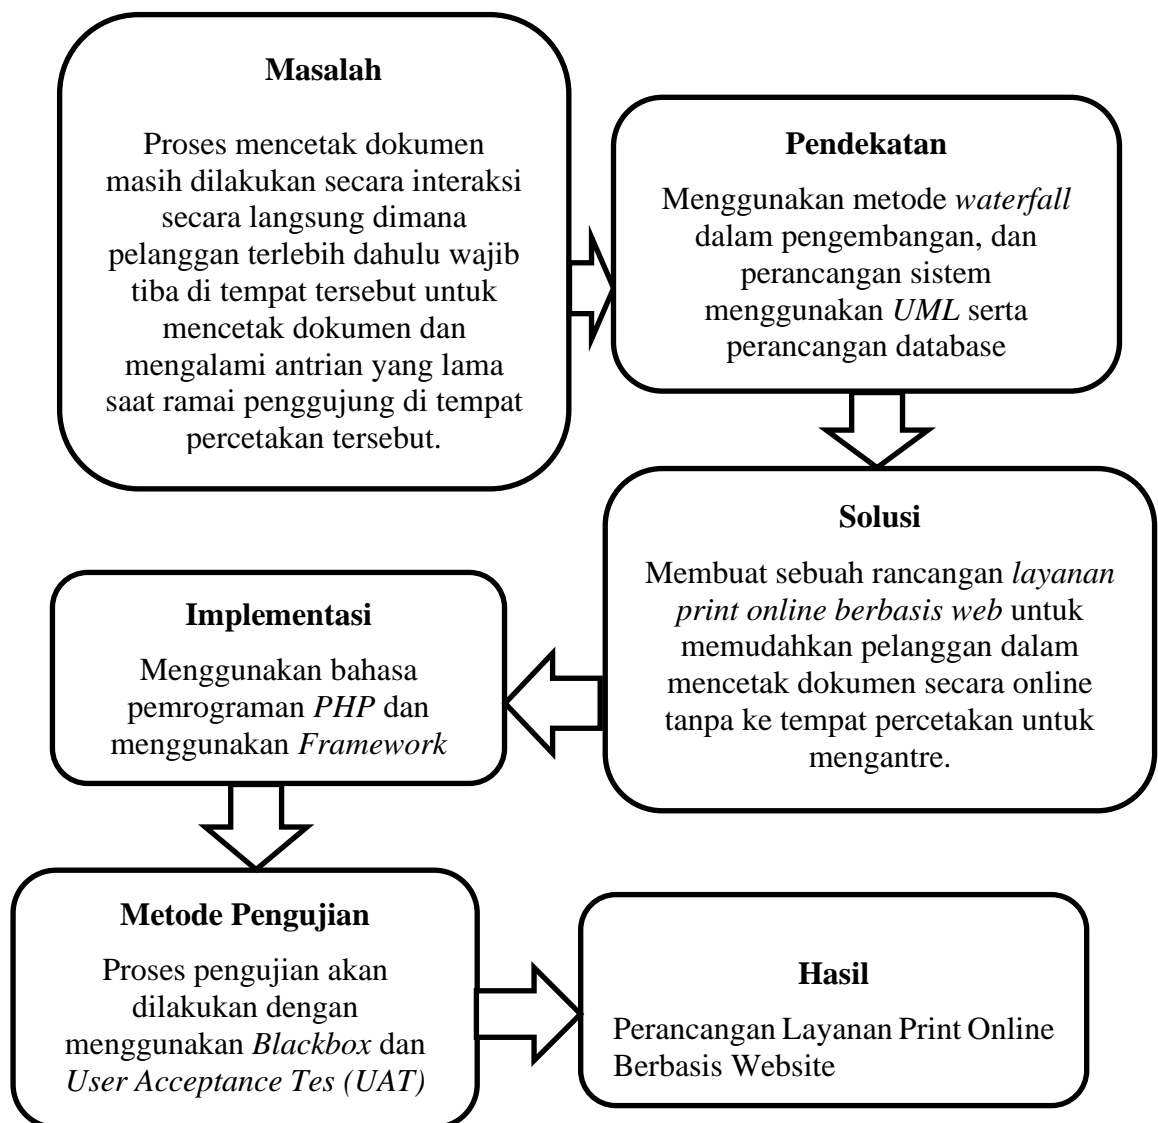 Masalah
Proses mencetak dokumen
masih dilakukan secara interaksi
secara langsung dimana
pelanggan terlebih dahulu wajib
tiba di tempat tersebut untuk
mencetak dokumen dan
mengalami antrian yang lama
saat ramai penggujung di tempat
percetakan tersebut.
Pendekatan
Menggunakan metode waterfall
dalam pengembangan, dan
perancangan sistem
menggunakan UML serta
perancangan database
Solusi
Membuat sebuah rancangan layanan
print online berbasis web untuk
memudahkan pelanggan dalam
mencetak dokumen secara online
tanpa ke tempat percetakan untuk
mengantre.
Implementasi
Menggunakan bahasa
pemrograman PHP dan
menggunakan Framework
Metode Pengujian
Proses pengujian akan
dilakukan dengan
menggunakan Blackbox dan
User Acceptance Tes (UAT)
Hasil
Perancangan Layanan Print Online
Berbasis Website